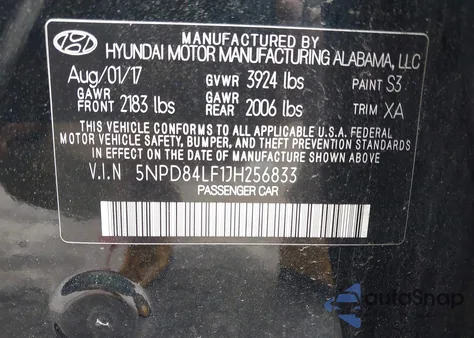 MANUFACTURED BY
HYUNDAI MOTOR MANUFACTURING ALABAMA, LLC
Aug/01/17 GVWR 3924 lbs PAINT S3
GAWR FRONT 2183 lbs GAWR REAR 2006 lbs TRIM XA
THIS VEHICLE CONFORMS TO ALL APPLICABLE U.S.A. FEDERAL
MOTOR VEHICLE SAFETY, BUMPER, AND THEFT PREVENTION STANDARDS
IN EFFECT ON THE DATE OF MANUFACTURE SHOWN ABOVE.
V.I.N 5NPD84LF1JH256833
PASSENGER CAR
autoSnap